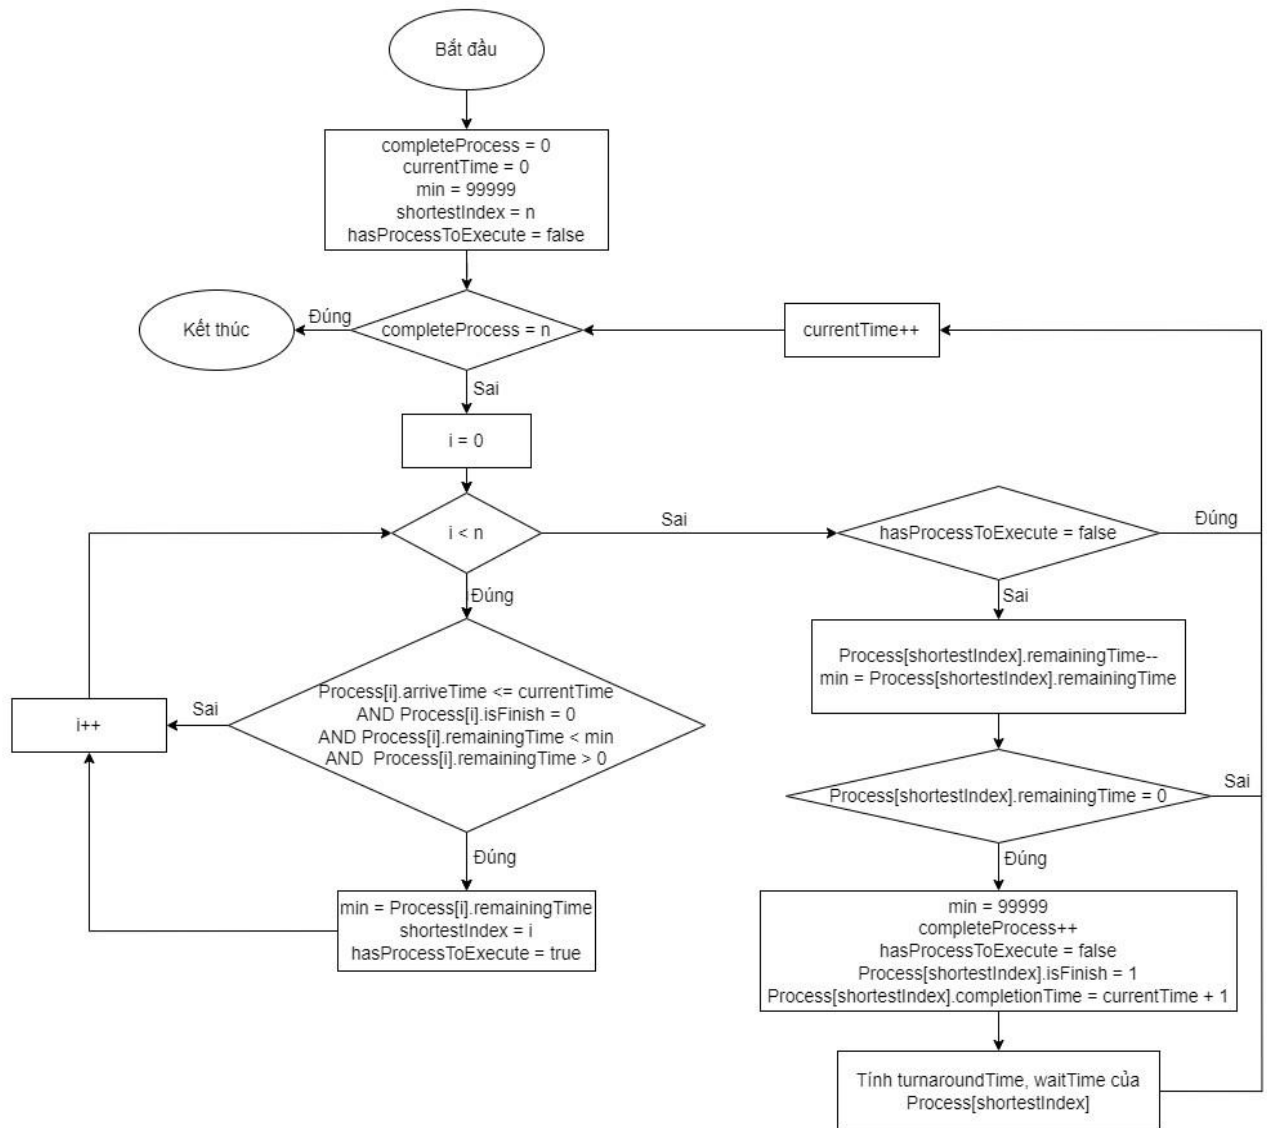 Bắt đầu
completeProcess = 0
currentTime = 0
min = 99999
shortestIndex = n
hasProcessToExecute = false
Kết thúc
Đúng
completeProcess = n
currentTime++
Sai
i = 0
i < n
Sai
hasProcessToExecute = false
Đúng
Đúng
Sai
Process[shortestIndex].remainingTime--
min = Process[shortestIndex].remainingTime
Process[i].arriveTime <= currentTime
AND Process[i].isFinish = 0
AND Process[i].remainingTime < min
AND Process[i].remainingTime > 0
Sai
i++
Process[shortestIndex].remainingTime = 0
Sai
Đúng
Đúng
min = Process[i].remainingTime
shortestIndex = i
hasProcessToExecute = true
min = 99999
completeProcess++
hasProcessToExecute = false
Process[shortestIndex].isFinish = 1
Process[shortestIndex].completionTime = currentTime + 1
Tính turnaroundTime, waitTime của
Process[shortestIndex]